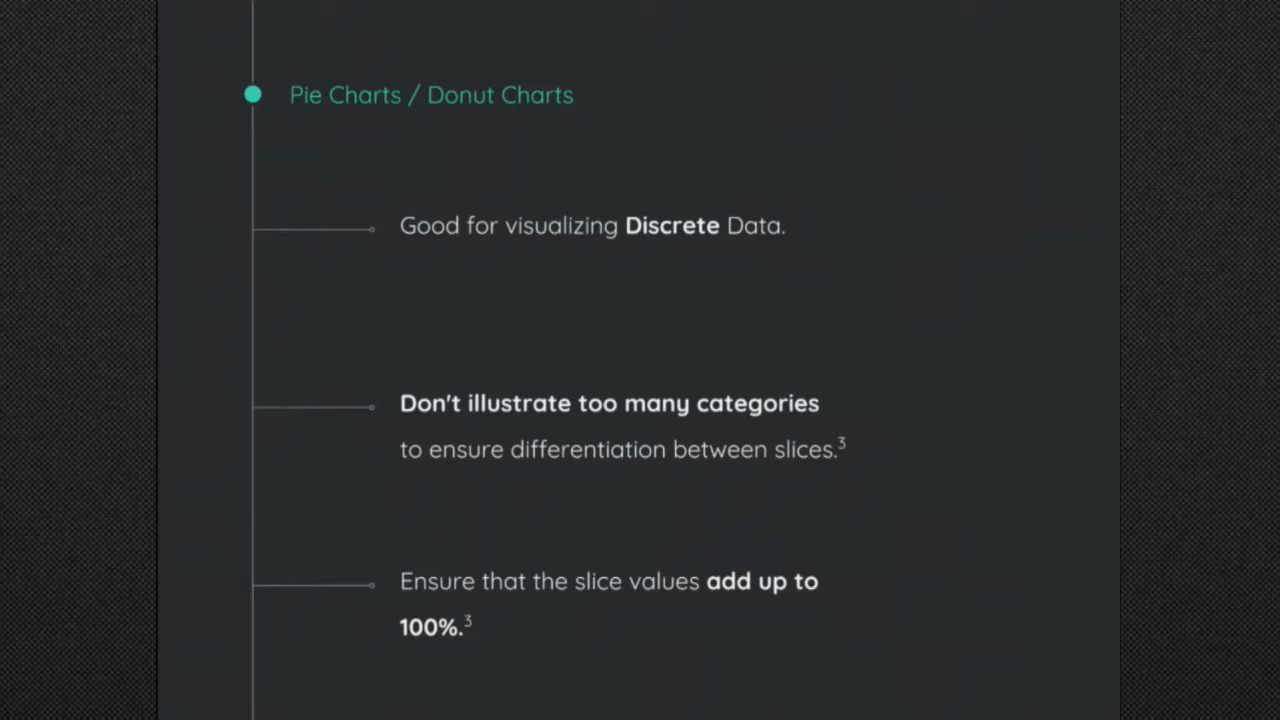 Pie Charts / Donut Charts
Good for visualizing Discrete Data.
Don't illustrate too many categories
to ensure differentiation between slices.³
Ensure that the slice values add up to
100%.³